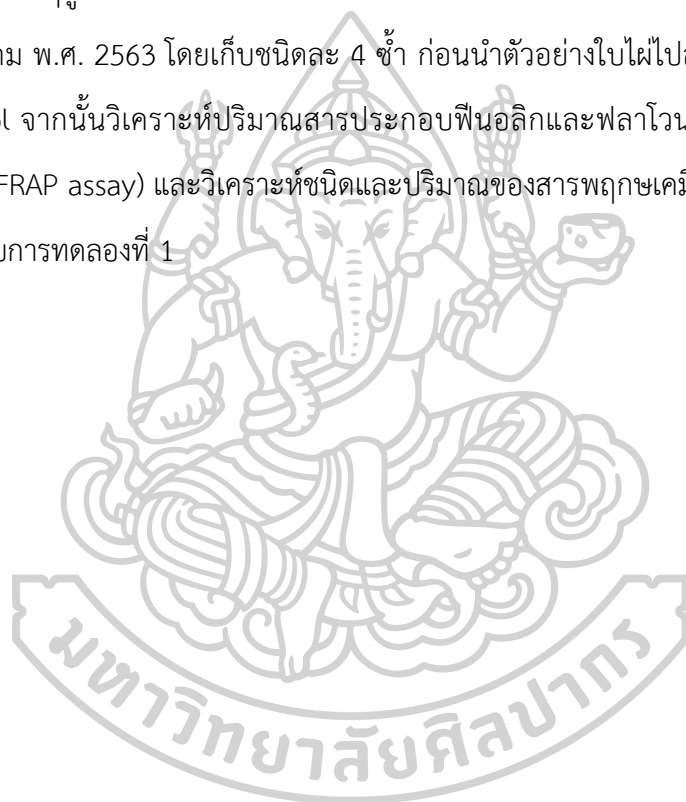 าม พ.ศ. 2563 โดยเก็บชนิดละ 4 ซ้ำ ก่อนนำตัวอย่างใบไผ่ไป
จากนั้นวิเคราะห์ปริมาณสารประกอบฟีนอลิกและฟลาโวน
FRAP assay) และวิเคราะห์ชนิดและปริมาณของสารพฤกษเคมี
การทดลองที่ 1
มหาวิทยาลัยศิลปากร